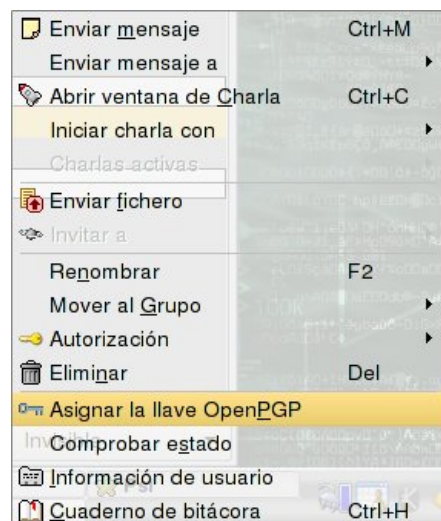 Enviar mensaje Ctrl+M
Enviar mensaje a
Abrir ventana de Charla Ctrl+C
Iniciar charla con
Charlas activas
Enviar fichero
Invitar a
Renombrar F2
Mover al Grupo
Autorización
Eliminar Del
Asignar la llave OpenPGP
Comprobar estado
Información de usuario
Psi
Cuaderno de bitácora Ctrl+H